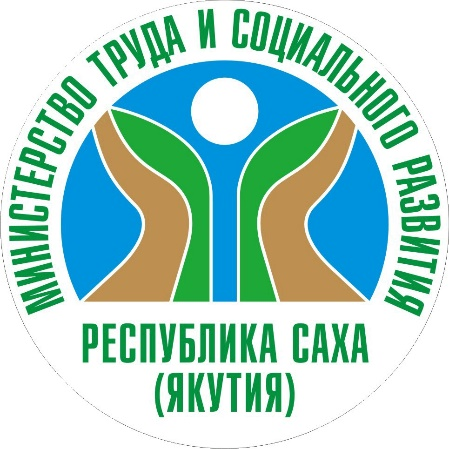 МИНИСТЕРСТВО ТРУДА И СОЦИАЛЬНОГО РАЗВИТИЯ
РЕСПУБЛИКА САХА
(ЯКУТИЯ)